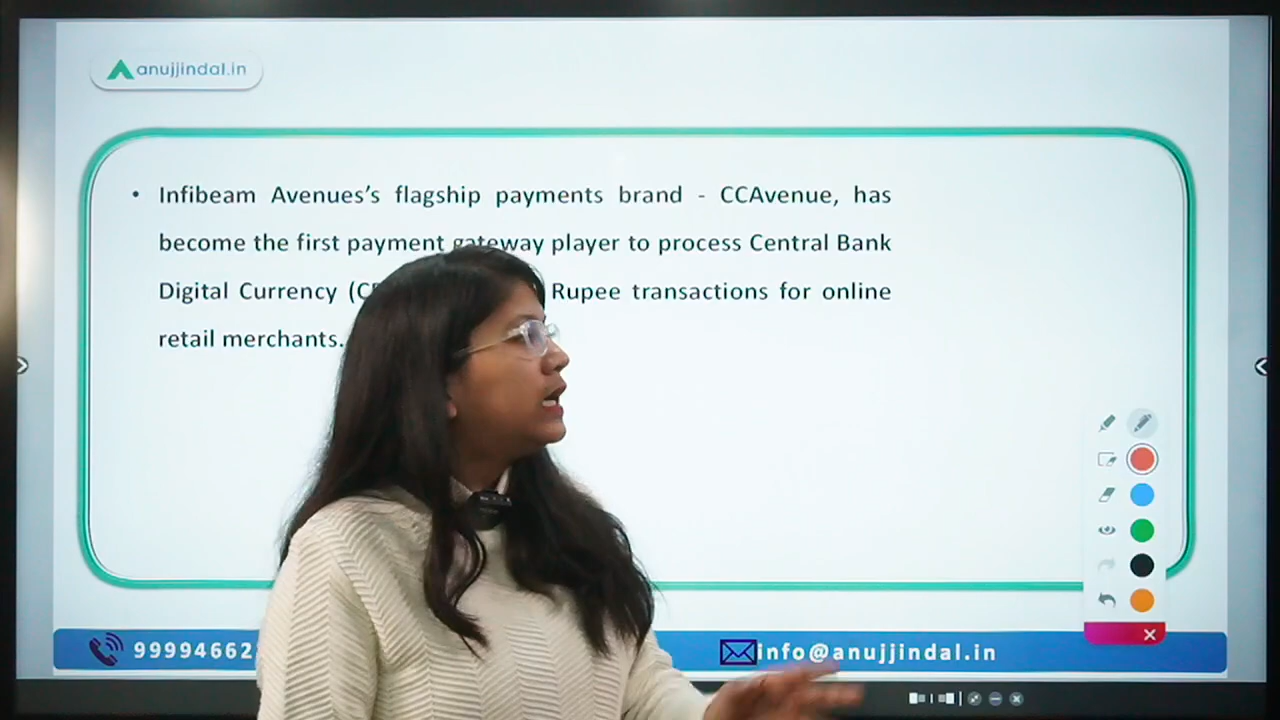 anujjindal.in
• Infibeam Avenues's flagship payments brand - CCAvenue, has
become the first payment gateway player to process Central Bank
Digital Currency Rupee transactions for online
retail merchants.
info@anujjindal.in